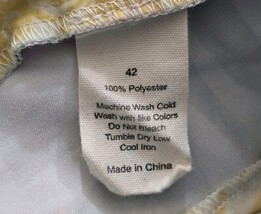 42
100% Polyester
Machine Wash Cold
Wash with like Colors
Do Not Bleach
Tumble Dry Low
Cool Iron
Made in China